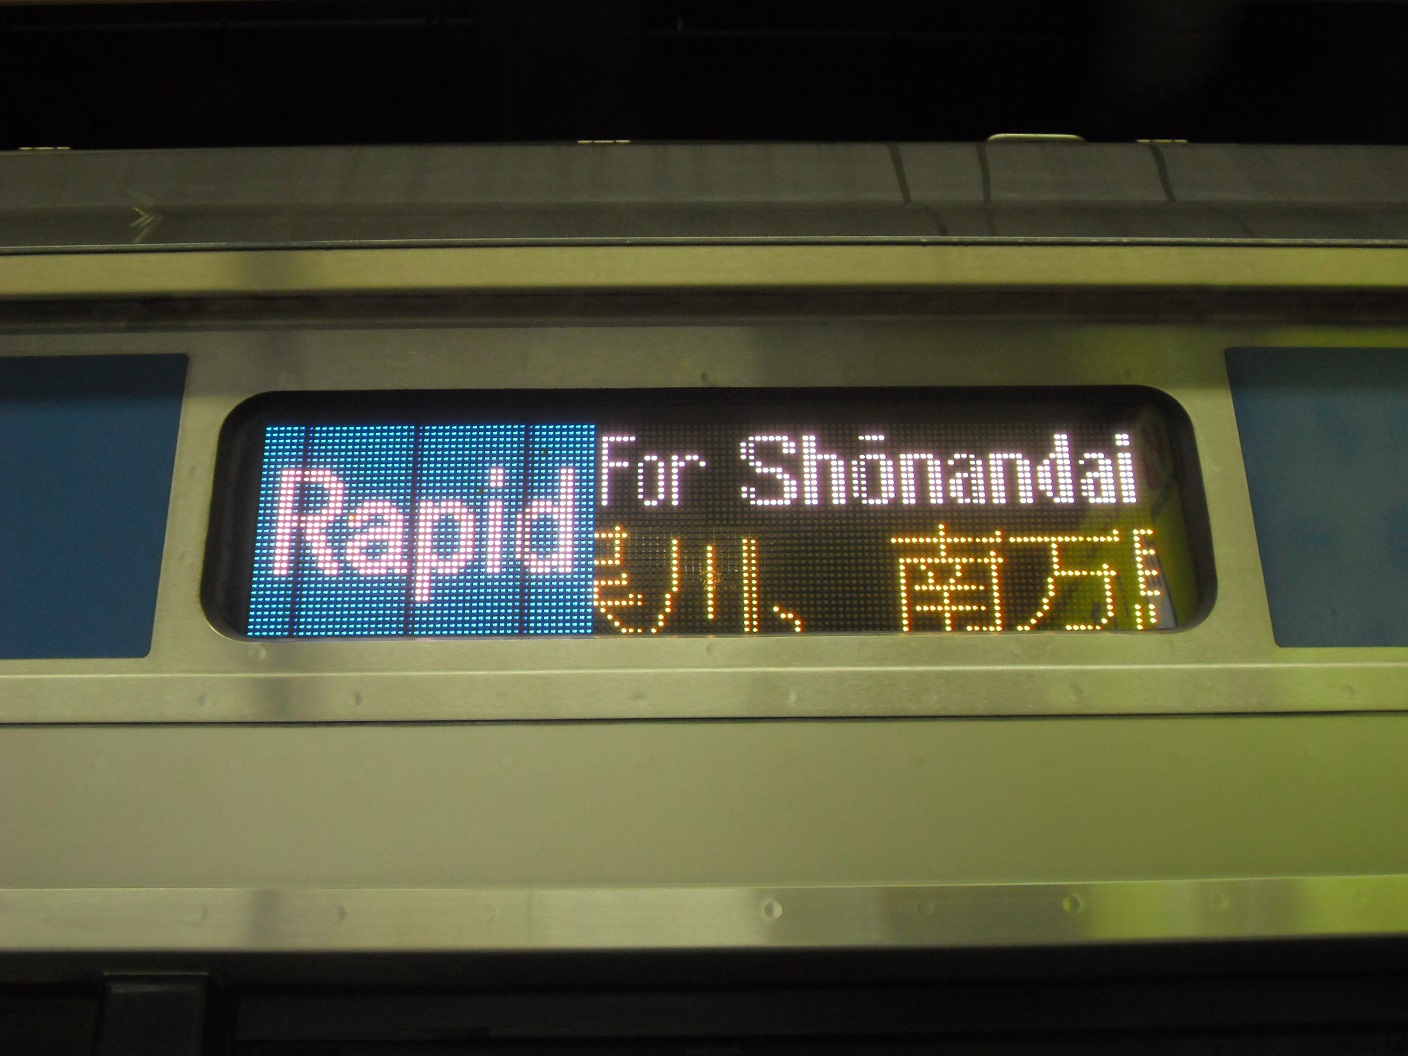 Rapid For Shōnandai
川、 南万